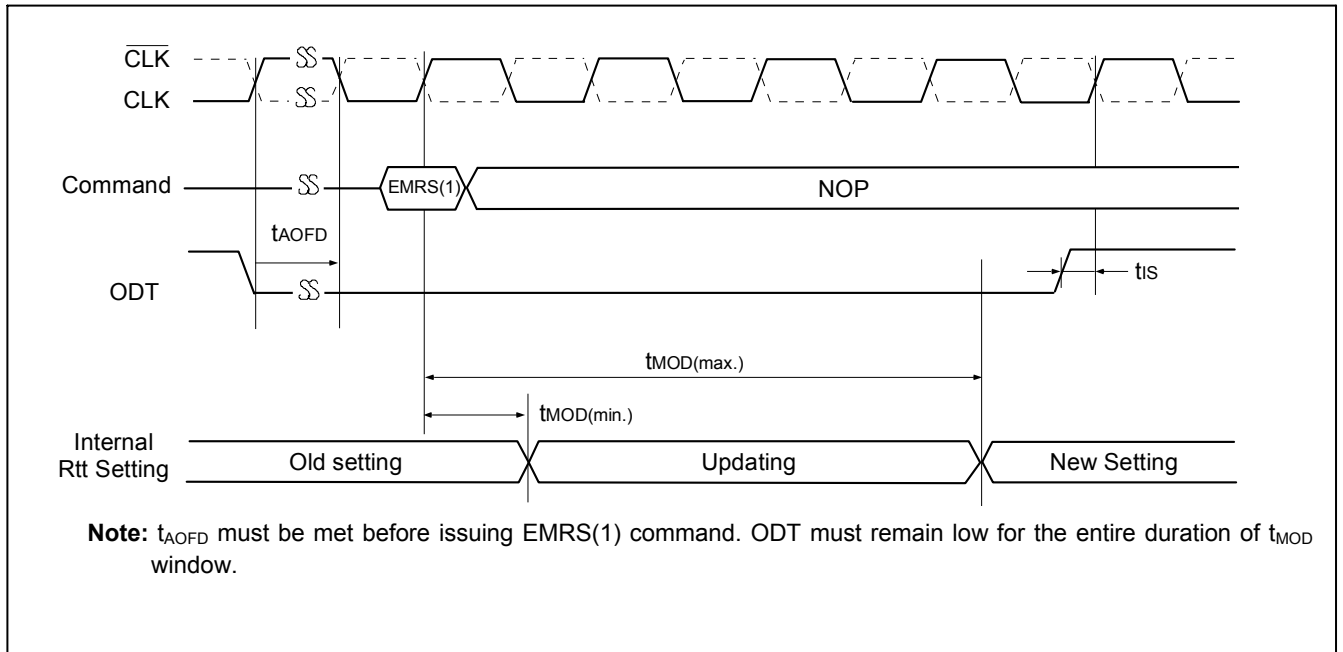 CLK
CLK
Command
EMRS(1)
NOP
tAOFD
ODT
tIS
tMOD(max.)
tMOD(min.)
Internal
Rtt Setting
Old setting
Updating
New Setting
Note: tAOFD must be met before issuing EMRS(1) command. ODT must remain low for the entire duration of tMOD
window.